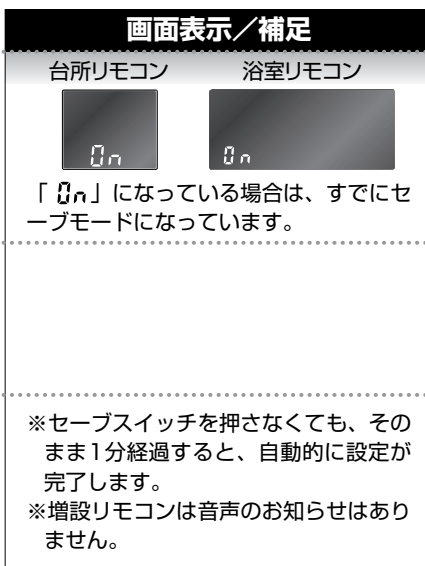 画面表示／補足
台所リモコン 浴室リモコン
On On
「On」になっている場合は、すでにセ
ーブモードになっています。
※セーブスイッチを押さなくても、その
まま1分経過すると、自動的に設定が
完了します。
※増設リモコンは音声のお知らせはあり
ません。